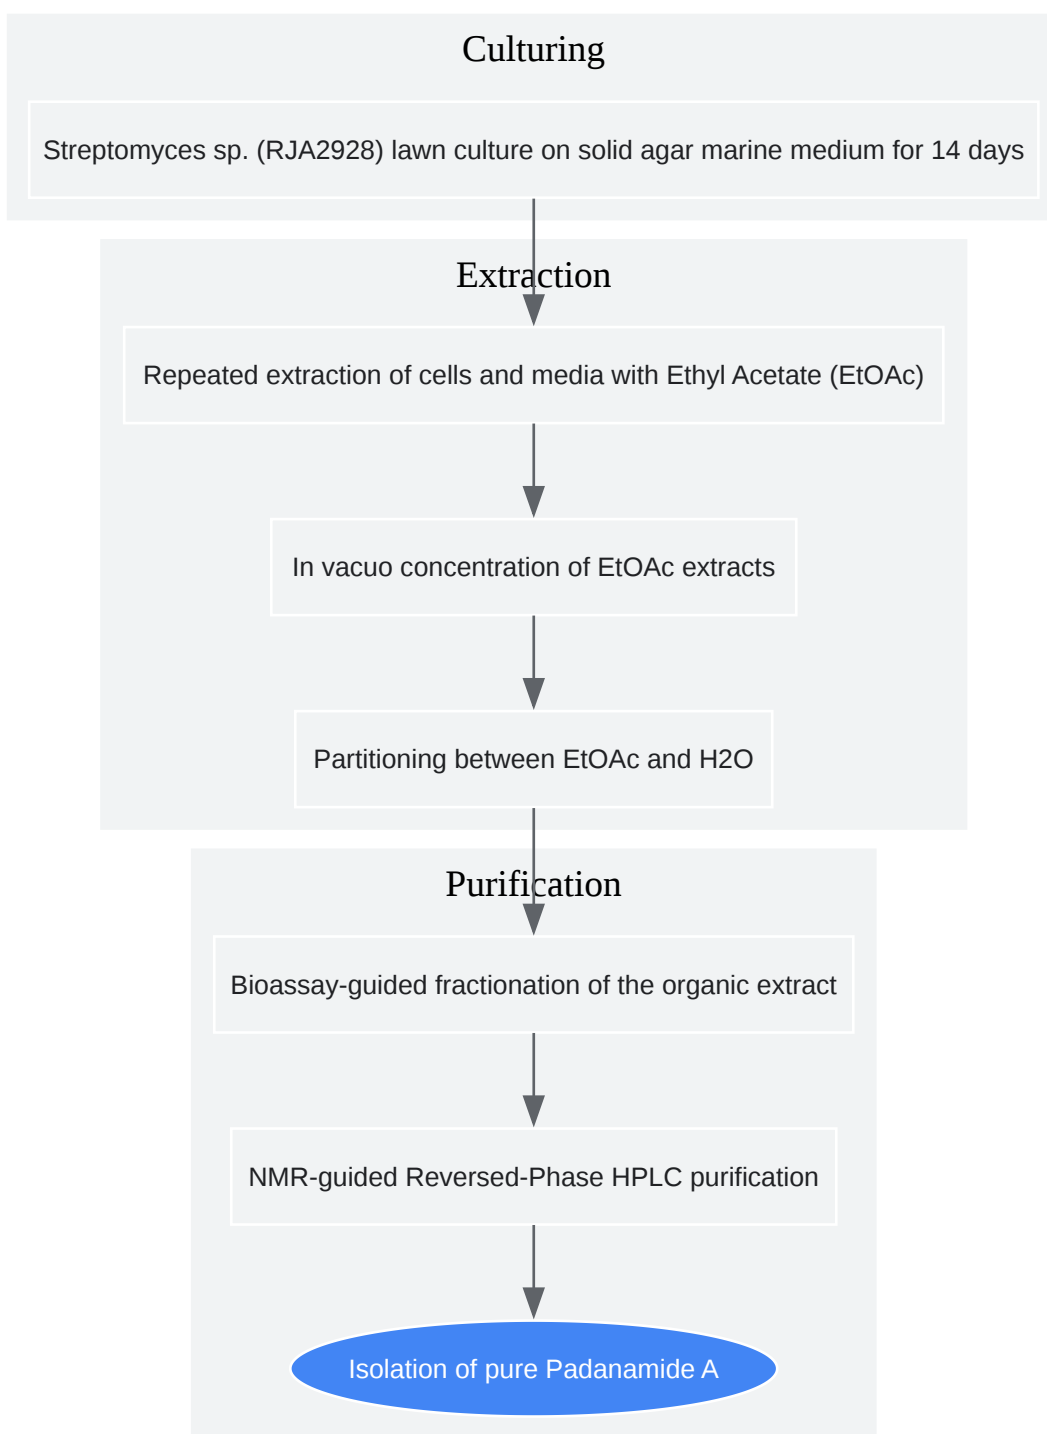 Culturing
Streptomyces sp. (RJA2928) lawn culture on solid agar marine medium for 14 days
Extraction
Repeated extraction of cells and media with Ethyl Acetate (EtOAc)
In vacuo concentration of EtOAc extracts
Partitioning between EtOAc and H2O
Purification
Bioassay-guided fractionation of the organic extract
NMR-guided Reversed-Phase HPLC purification
Isolation of pure Padanamide A